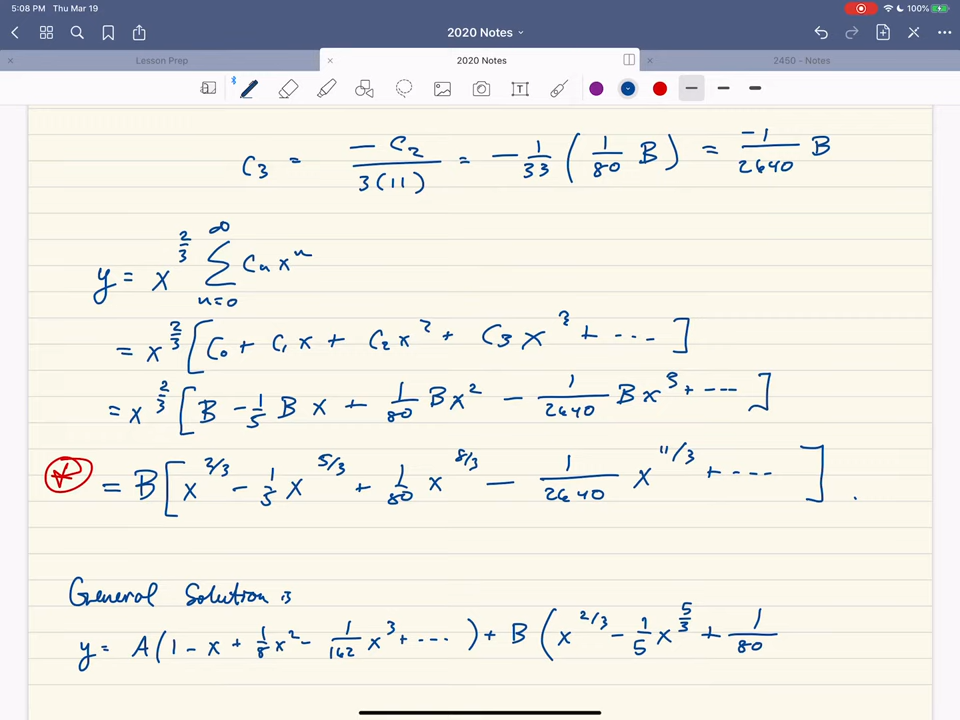 5:08 PM Thu Mar 19 100%
2020 Notes
Lesson Prep 2020 Notes 2450 - Notes
C₃ = -C₂/3(11) = -1/33 (1/80 B) = -1/2640 B
y = x^(2/3) ∑_{n=0}^{∞} Cₙxⁿ
= x^(2/3) [C₀ + C₁x + C₂x² + C₃x³ + ⋯]
= x^(2/3) [B - 1/5 B x + 1/80 Bx² - 1/2640 Bx³ + ⋯]
= B[x^(2/3) - 1/5 x^(5/3) + 1/80 x^(8/3) - 1/2640 x^(11/3) + ⋯].
General Solution is
y = A(1 - x + 1/8 x² - 1/162 x³ + ⋯) + B(x^(2/3) - 1/5 x^(5/3) + 1/80